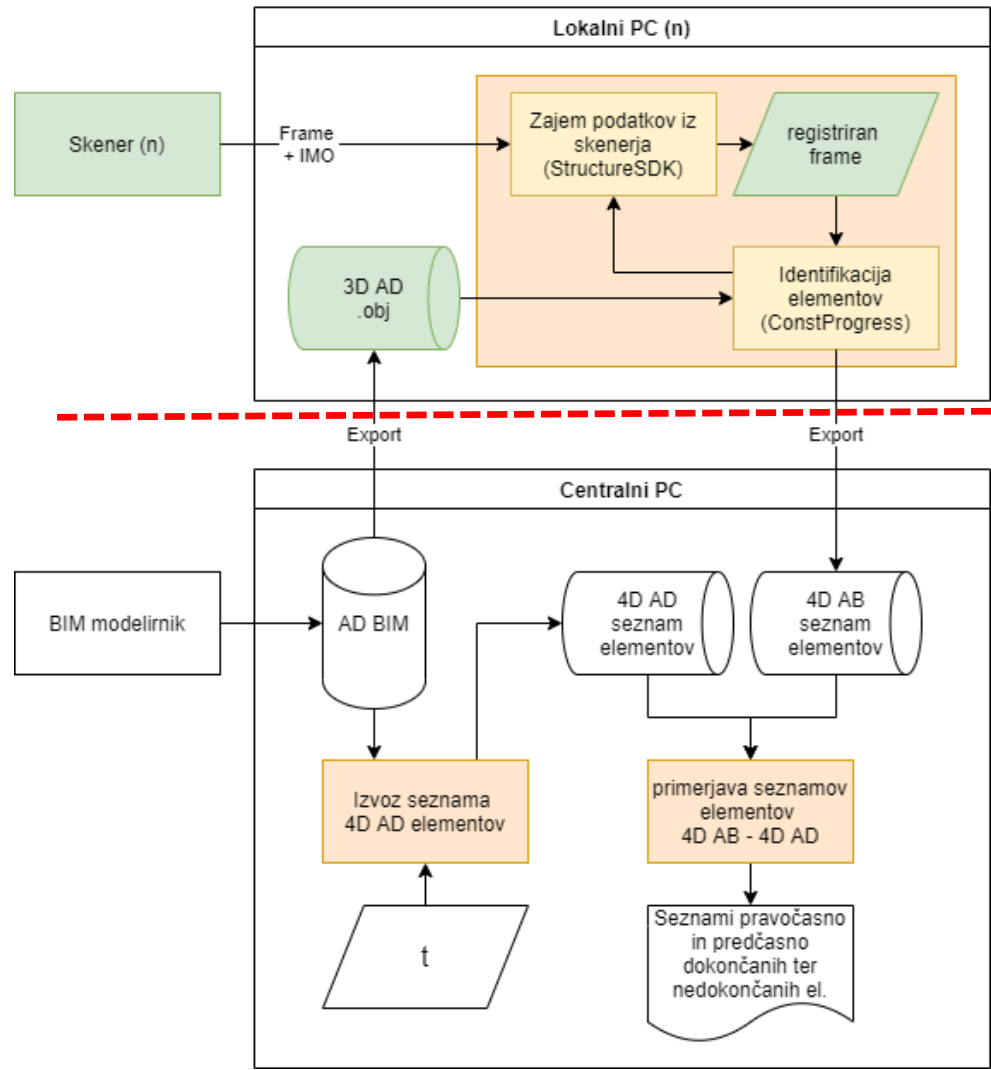 Lokalni PC (n)
Skener (n)
Frame
+ IMO
Zajem podatkov iz
skenerja
(StructureSDK)
registriran
frame
3D AD
.obj
Identifikacija
elementov
(ConstProgress)
Export
Export
Centralni PC
BIM modelirnik
AD BIM
4D AD
seznam
elementov
4D AB
seznam
elementov
Izvoz seznama
4D AD elementov
primerjava seznamov
elementov
4D AB - 4D AD
t
Seznami pravočasno
in predčasno
dokončanih ter
nedokončanih el.